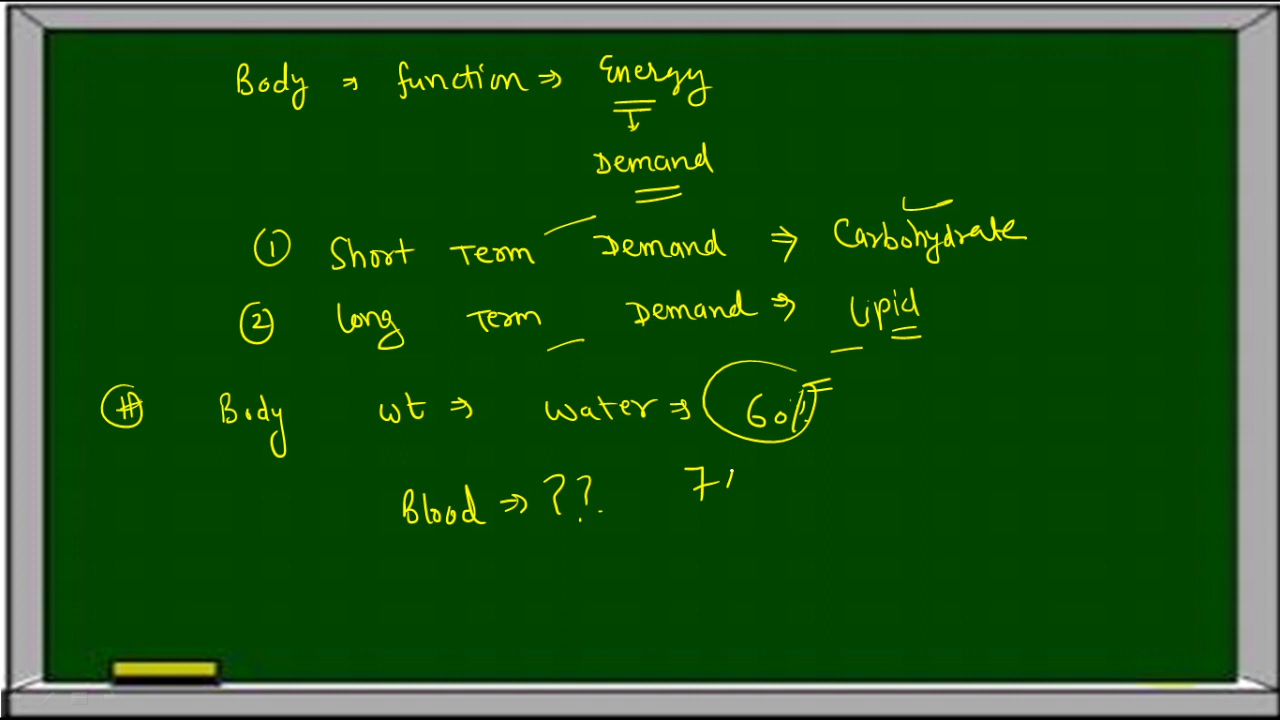 Body → function ⇒ Energy
↓
Demand
① Short Term Demand ⇒ Carbohydrate
② Long Term Demand ⇒ Lipid
# Body wt ⇒ Water ⇒ 60%
Blood ⇒ ?? 7